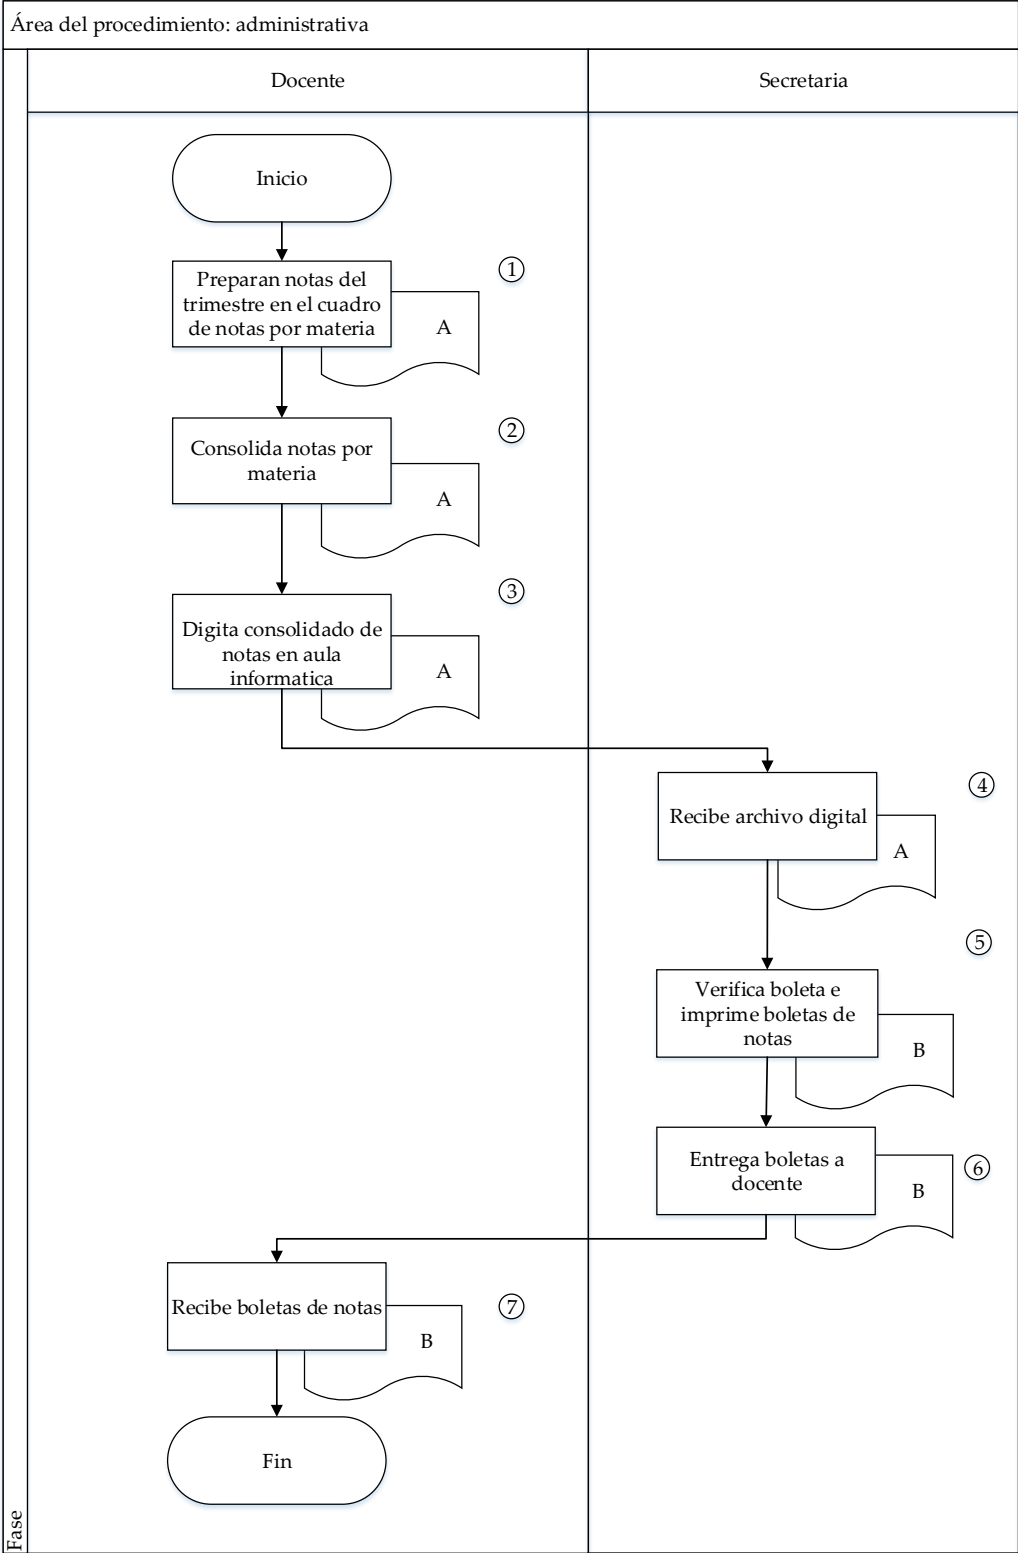 Área del procedimiento: administrativa
Docente
Secretaria
Inicio
1
Preparan notas del
trimestre en el cuadro
de notas por materia
A
2
Consolida notas por
materia
A
3
Digita consolidado de
notas en aula
informatica
A
4
Recibe archivo digital
A
5
Verifica boleta e
imprime boletas de
notas
B
6
Entrega boletas a
docente
B
7
Recibe boletas de notas
B
Fin
Fase